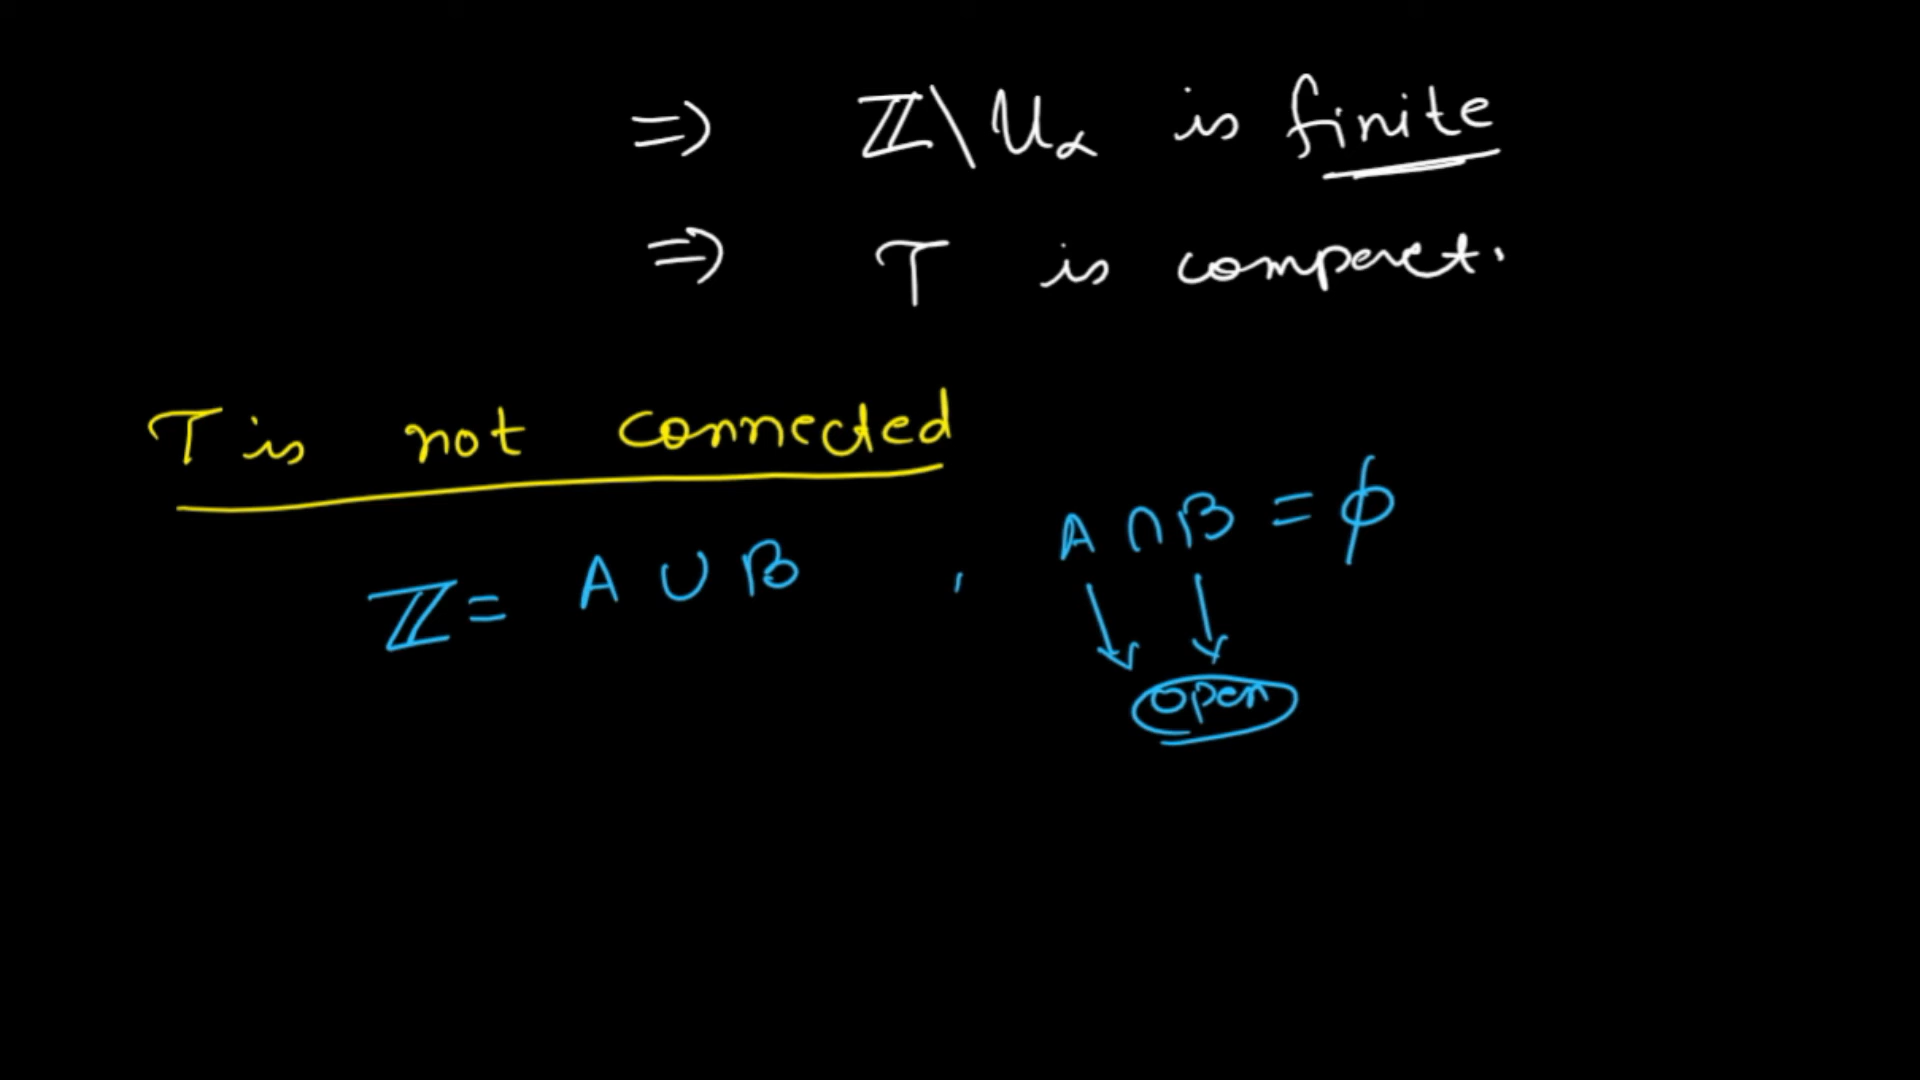 ⇒ ℤ\U_α is finite
⇒ T is compact.
T is not connected
ℤ = A ∪ B , A ∩ B = ϕ
open